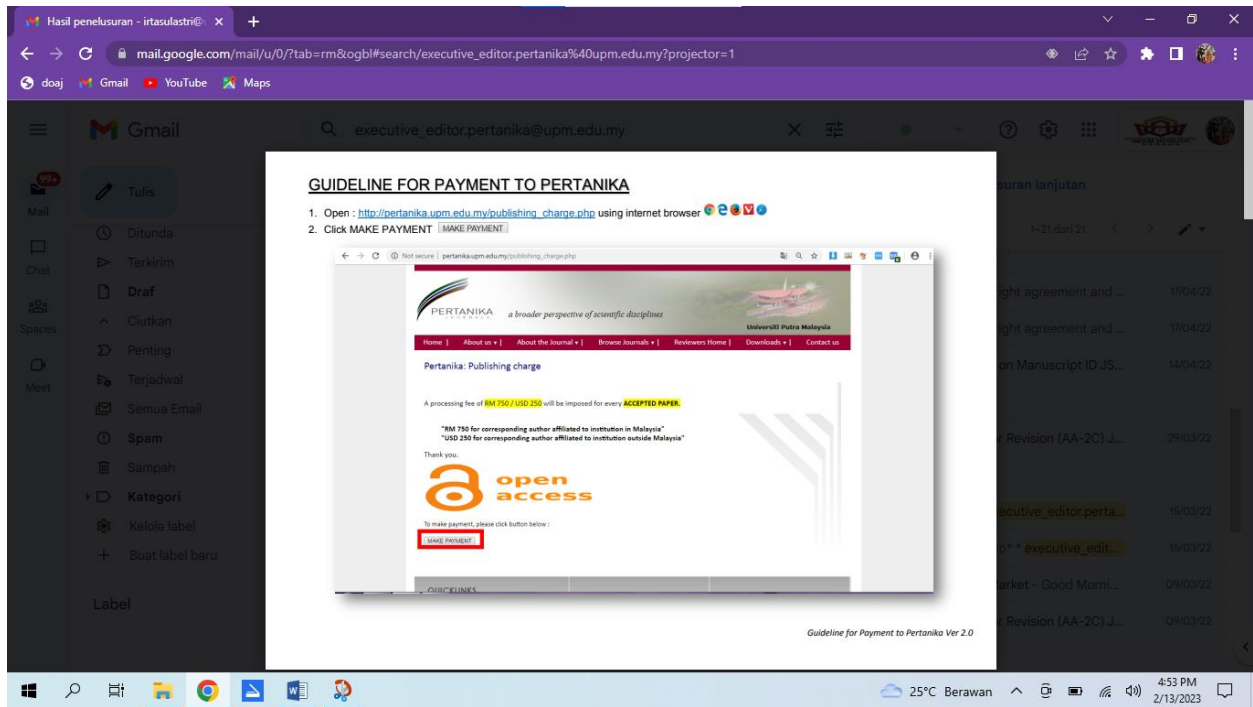 Hasil penelusuran - irtasulastri@
mail.google.com/mail/u/0/?tab=rm&ogbl#search/executive_editor.pertanika%40upm.edu.my?projector=1
doaj Gmail YouTube Maps
Gmail
executive_editor.pertanika@upm.edu.my
99+
Mail
Chat
Spaces
Meet
Tulis
Ditunda
Terkirim
Draf
Ciutkan
Penting
Terjadwal
Semua Email
Spam
Sampah
Kategori
Kelola label
Buat label baru
Label
GUIDELINE FOR PAYMENT TO PERTANIKA
1. Open : http://pertanika.upm.edu.my/publishing_charge.php using internet browser
2. Click MAKE PAYMENT MAKE PAYMENT
Not secure | pertanika.upm.edu.my/publishing_charge.php
PERTANIKA
JOURNALS
a broader perspective of scientific disciplines
Universiti Putra Malaysia
Home | About us | About the Journal | Browse Journals | Reviewers Home | Downloads | Contact us
Pertanika: Publishing charge
A processing fee of RM 750 / USD 250 will be imposed for every ACCEPTED PAPER.
"RM 750 for corresponding author affiliated to institution in Malaysia"
"USD 250 for corresponding author affiliated to institution outside Malaysia"
Thank you.
open
access
To make payment, please click button below :
MAKE PAYMENT
QUICKLINKS
Guideline for Payment to Pertanika Ver 2.0
suran lanjutan
1–21 dari 21
ight agreement and ... 17/04/22
ight agreement and ... 17/04/22
on Manuscript ID JS... 14/04/22
r Revision (AA-2C) J... 29/03/22
ecutive_editor.perta... 15/03/22
o* * executive_edit... 15/03/22
arket - Good Morni... 09/03/22
r Revision (AA-2C) J... 09/03/22
25°C Berawan
4:53 PM
2/13/2023